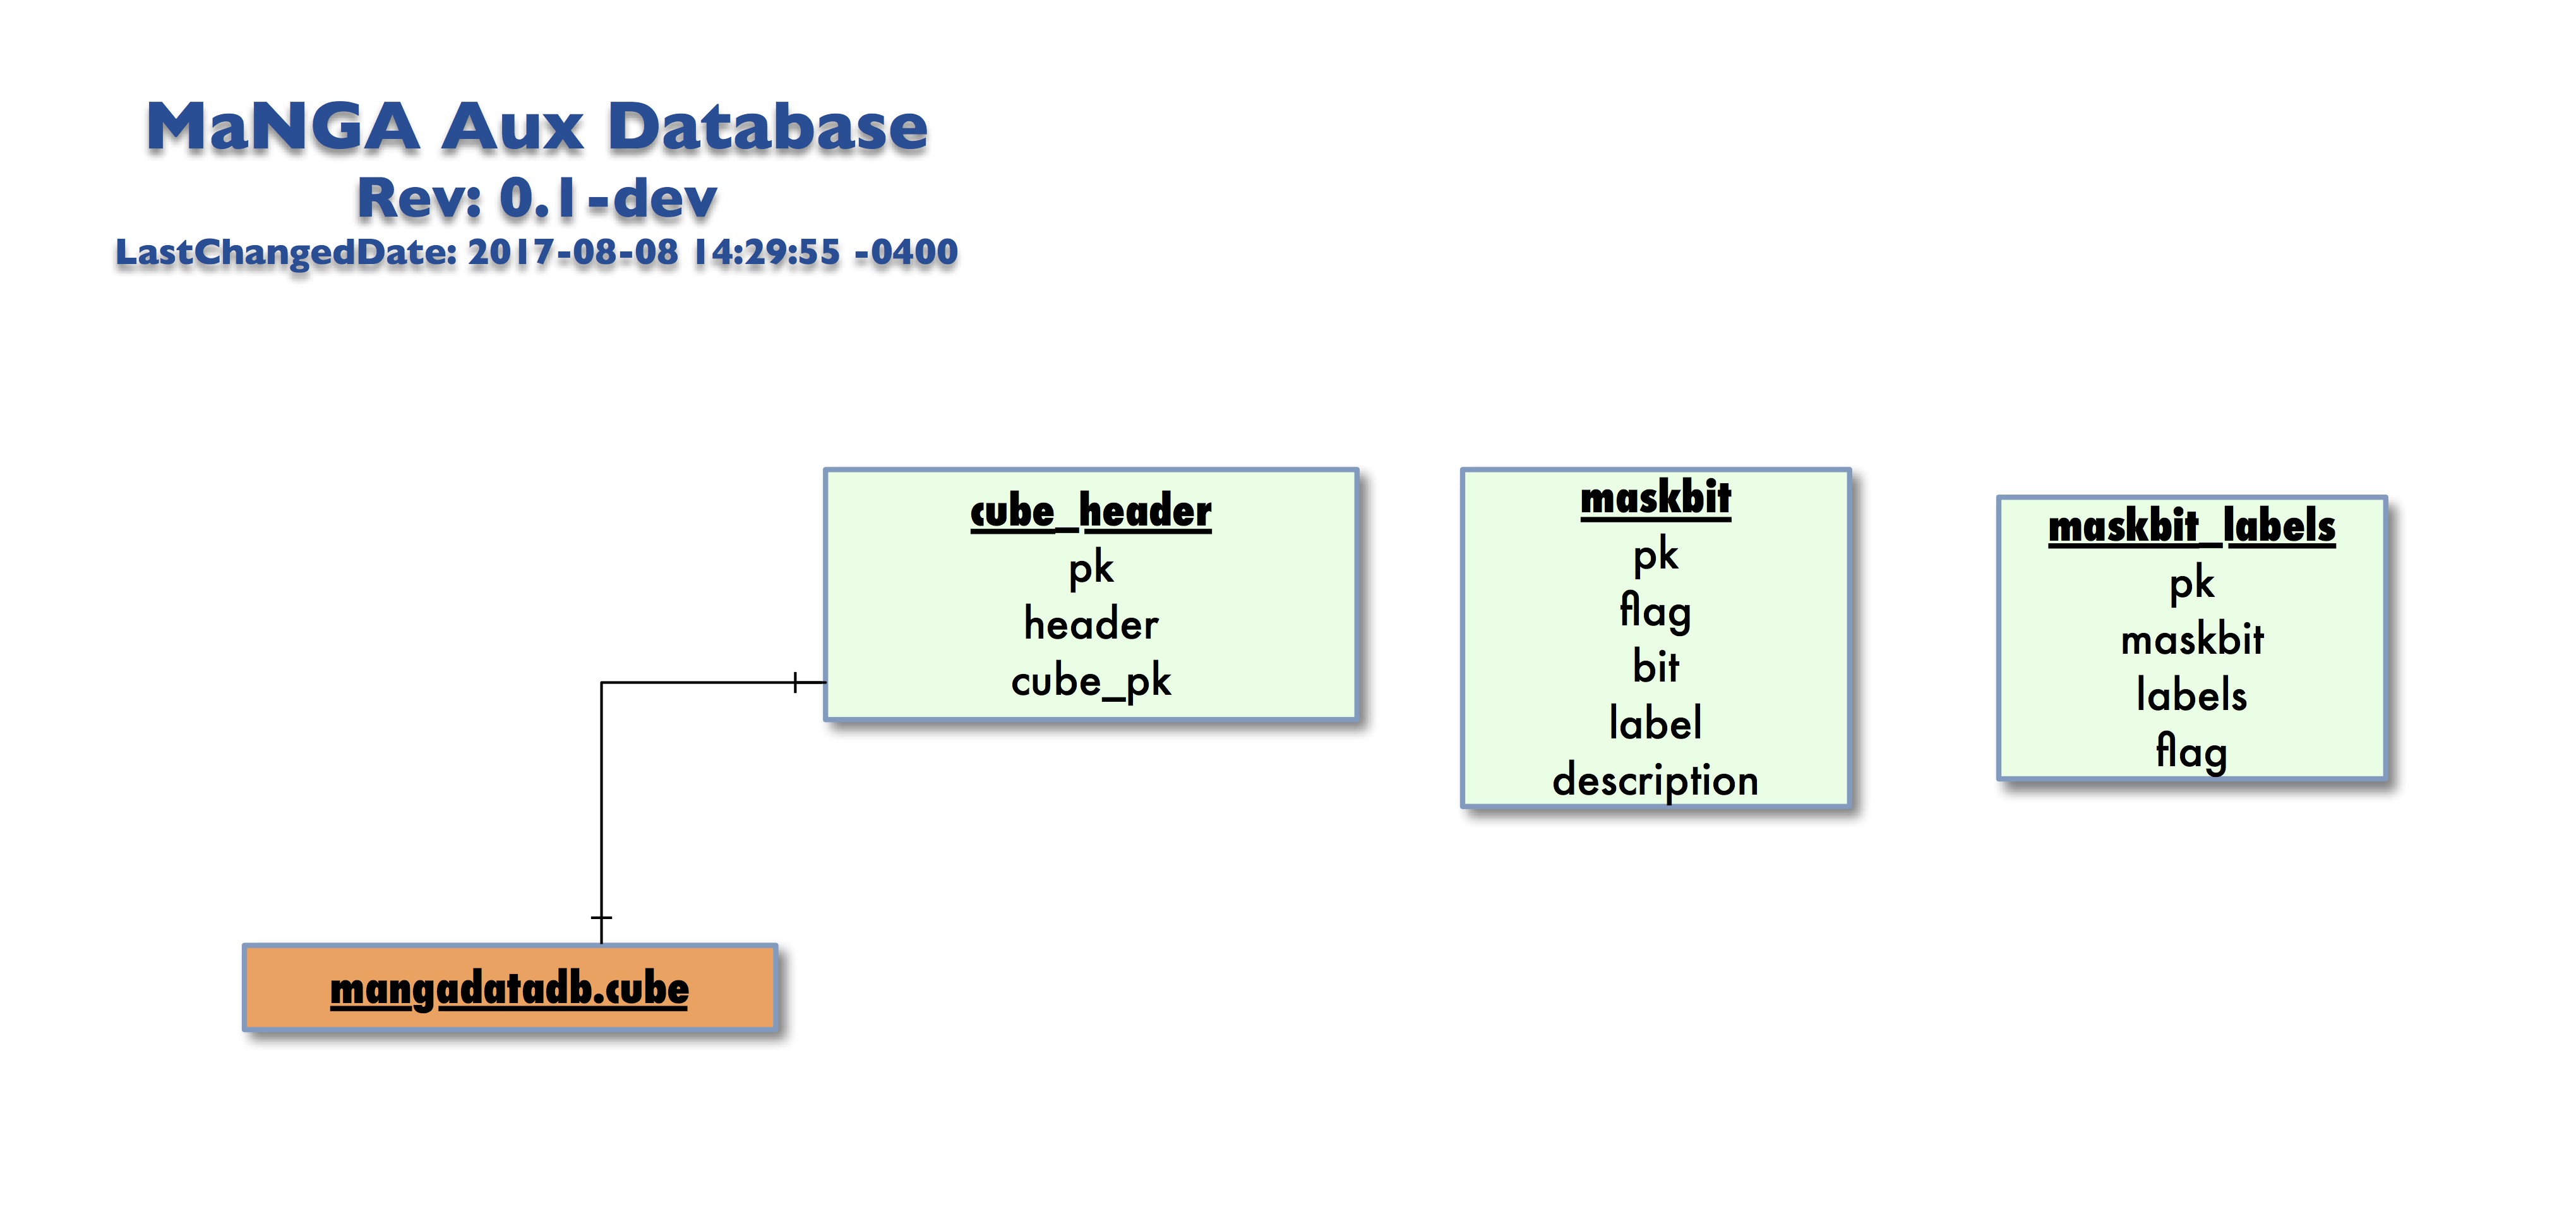 MaNGA Aux Database
Rev: 0.1-dev
LastChangedDate: 2017-08-08 14:29:55 -0400
cube_header
pk
header
cube_pk
maskbit
pk
flag
bit
label
description
maskbit_labels
pk
maskbit
labels
flag
mangadatadb.cube